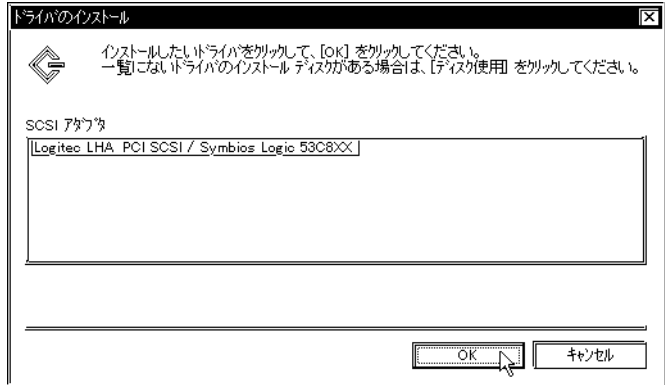 ドライバのインストール
インストールしたいドライバをクリックして、[OK] をクリックしてください。
一覧にないドライバのインストール ディスクがある場合は、[ディスク使用] をクリックしてください。
SCSI アダプタ
Logitec LHA PCI SCSI / Symbios Logic 53C8XX
OK
キャンセル